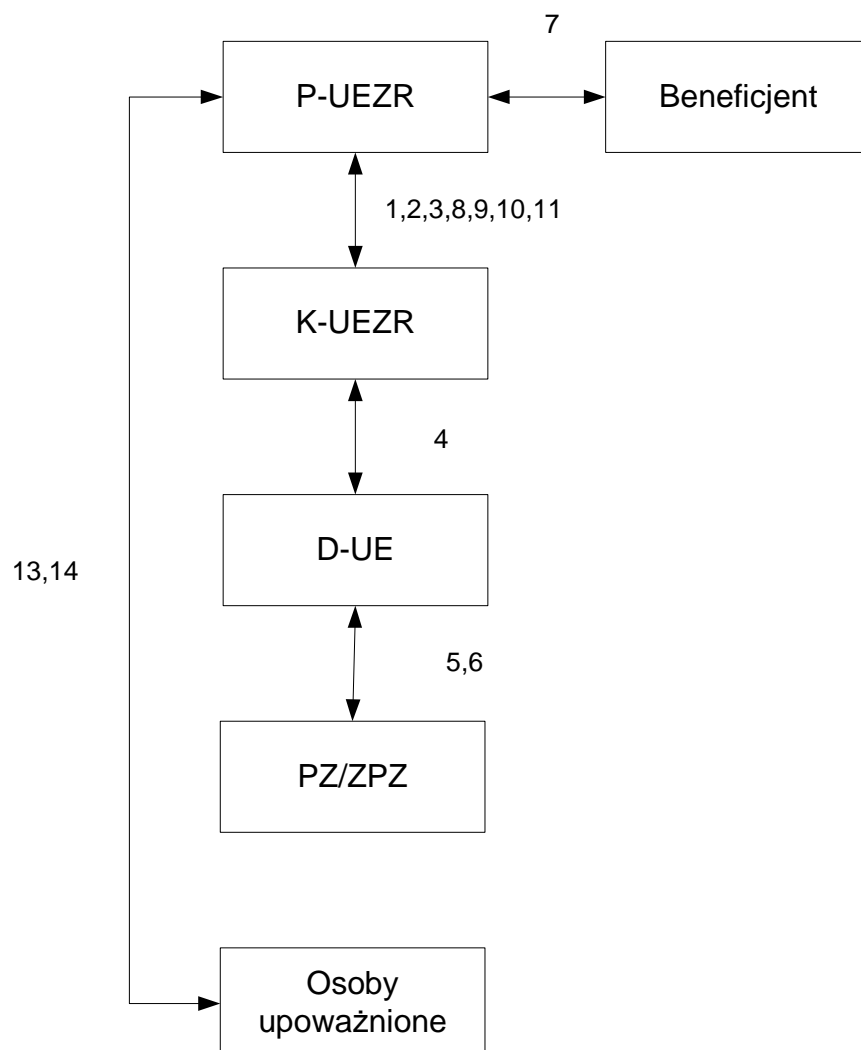 7
P-UEZR
Beneficjent
1,2,3,8,9,10,11
K-UEZR
4
D-UE
13,14
5,6
PZ/ZPZ
Osoby
upoważnione